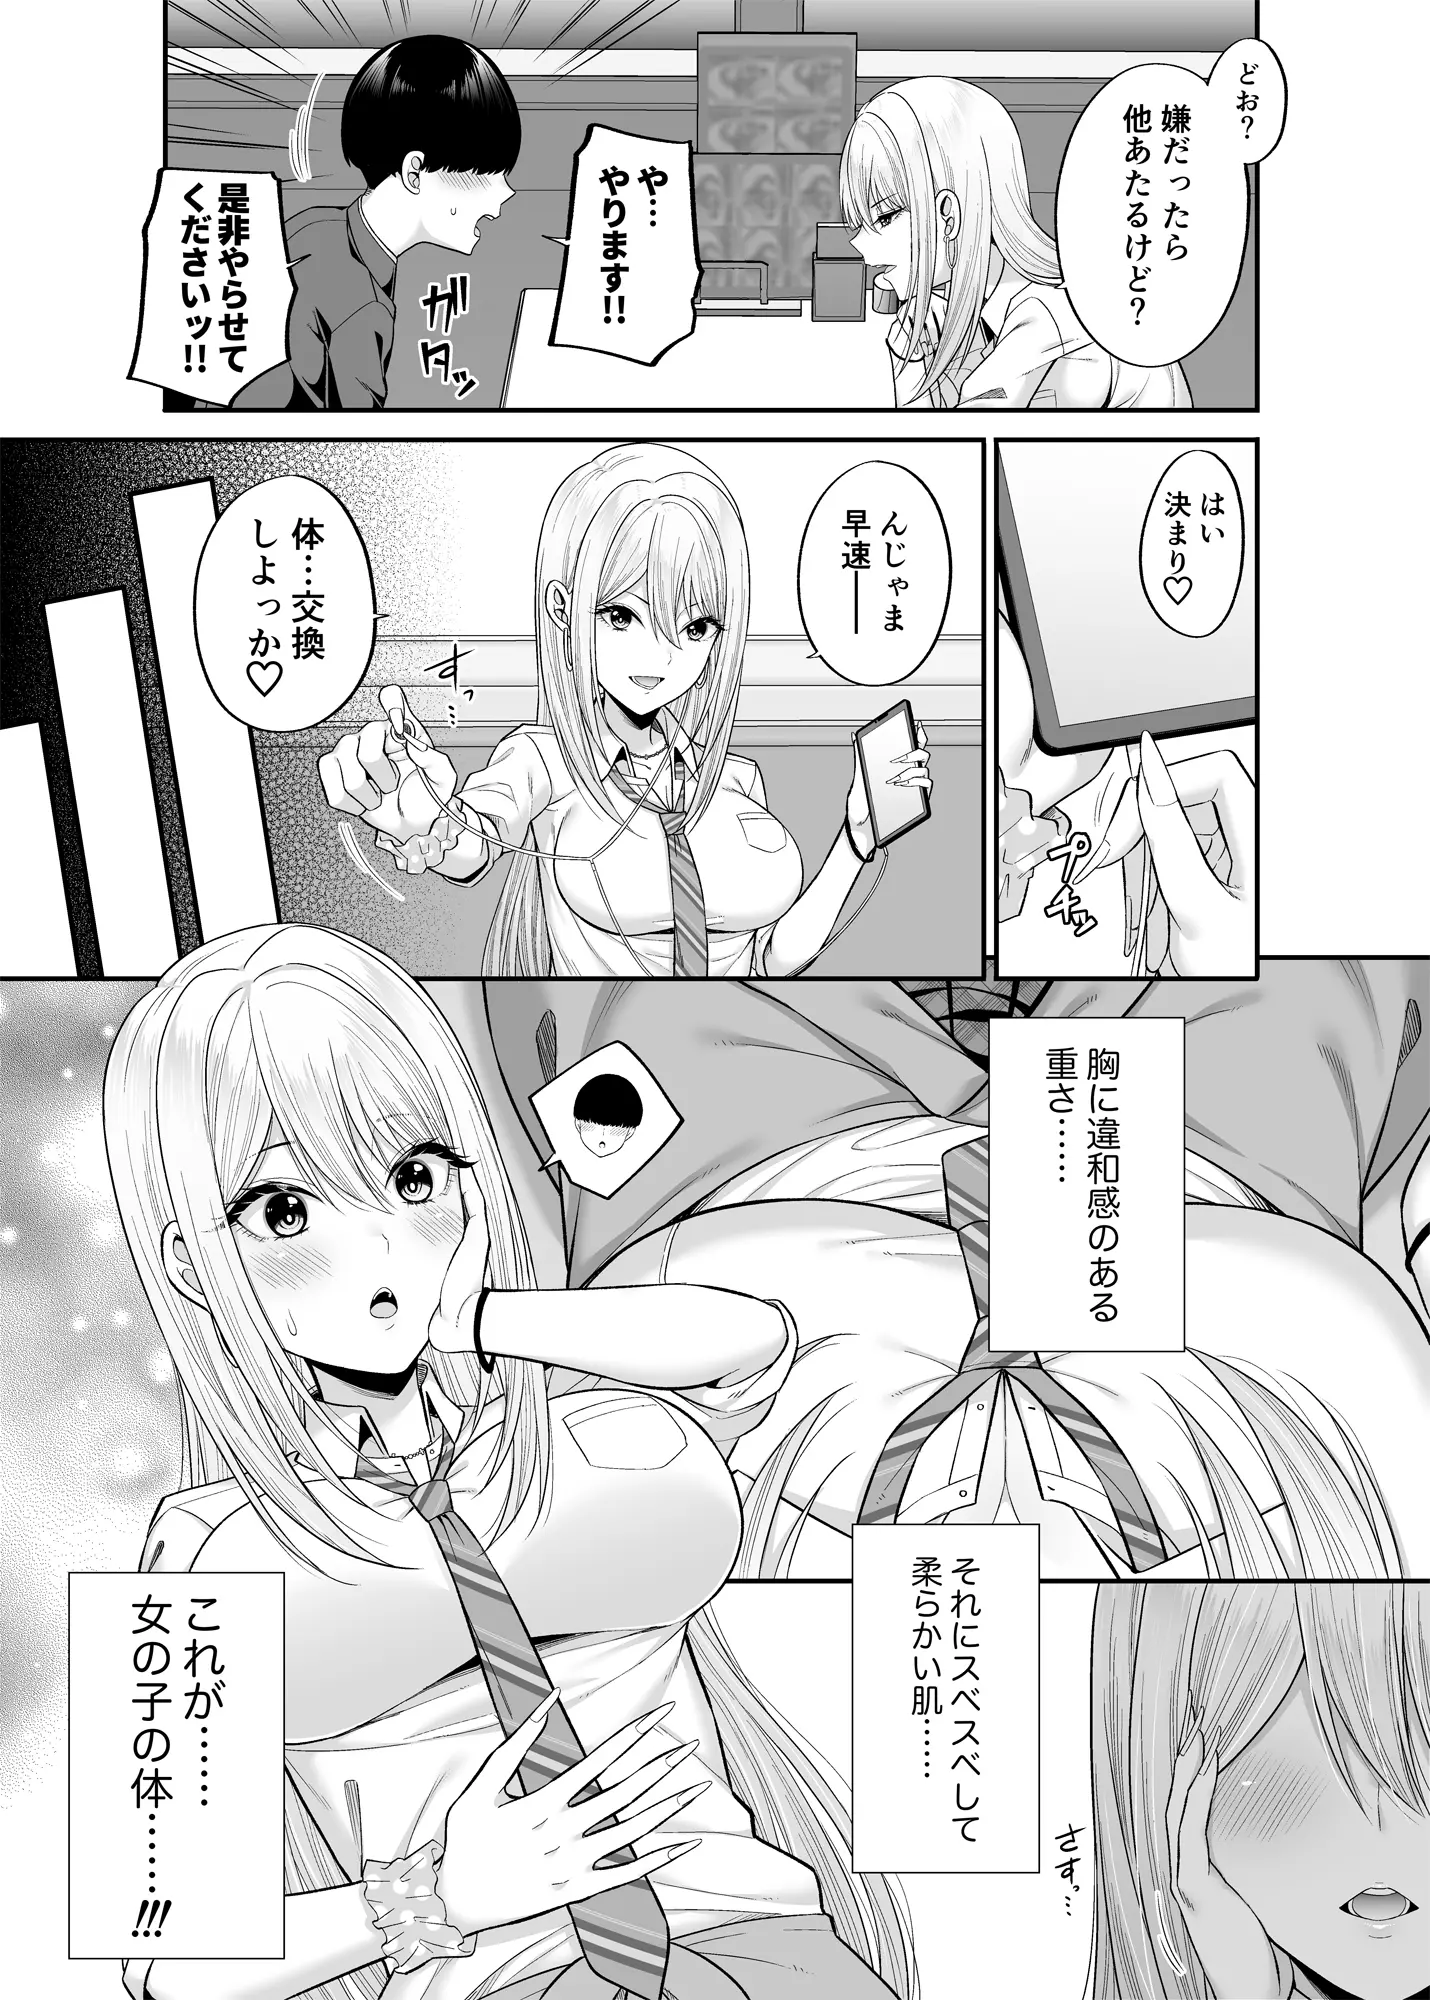 どお？
嫌だったら
他あたるけど？
や…
やります!!
ガタッ
是非やらせて
くださいッ!!
はい
決まり♡
プチッ
んじゃま
早速──
すっ…
体…交換
しよっか♡
胸に違和感のある
重さ……
それにスベスベして
柔らかい肌……
さすっ…
これが……
女の子の体………!!!